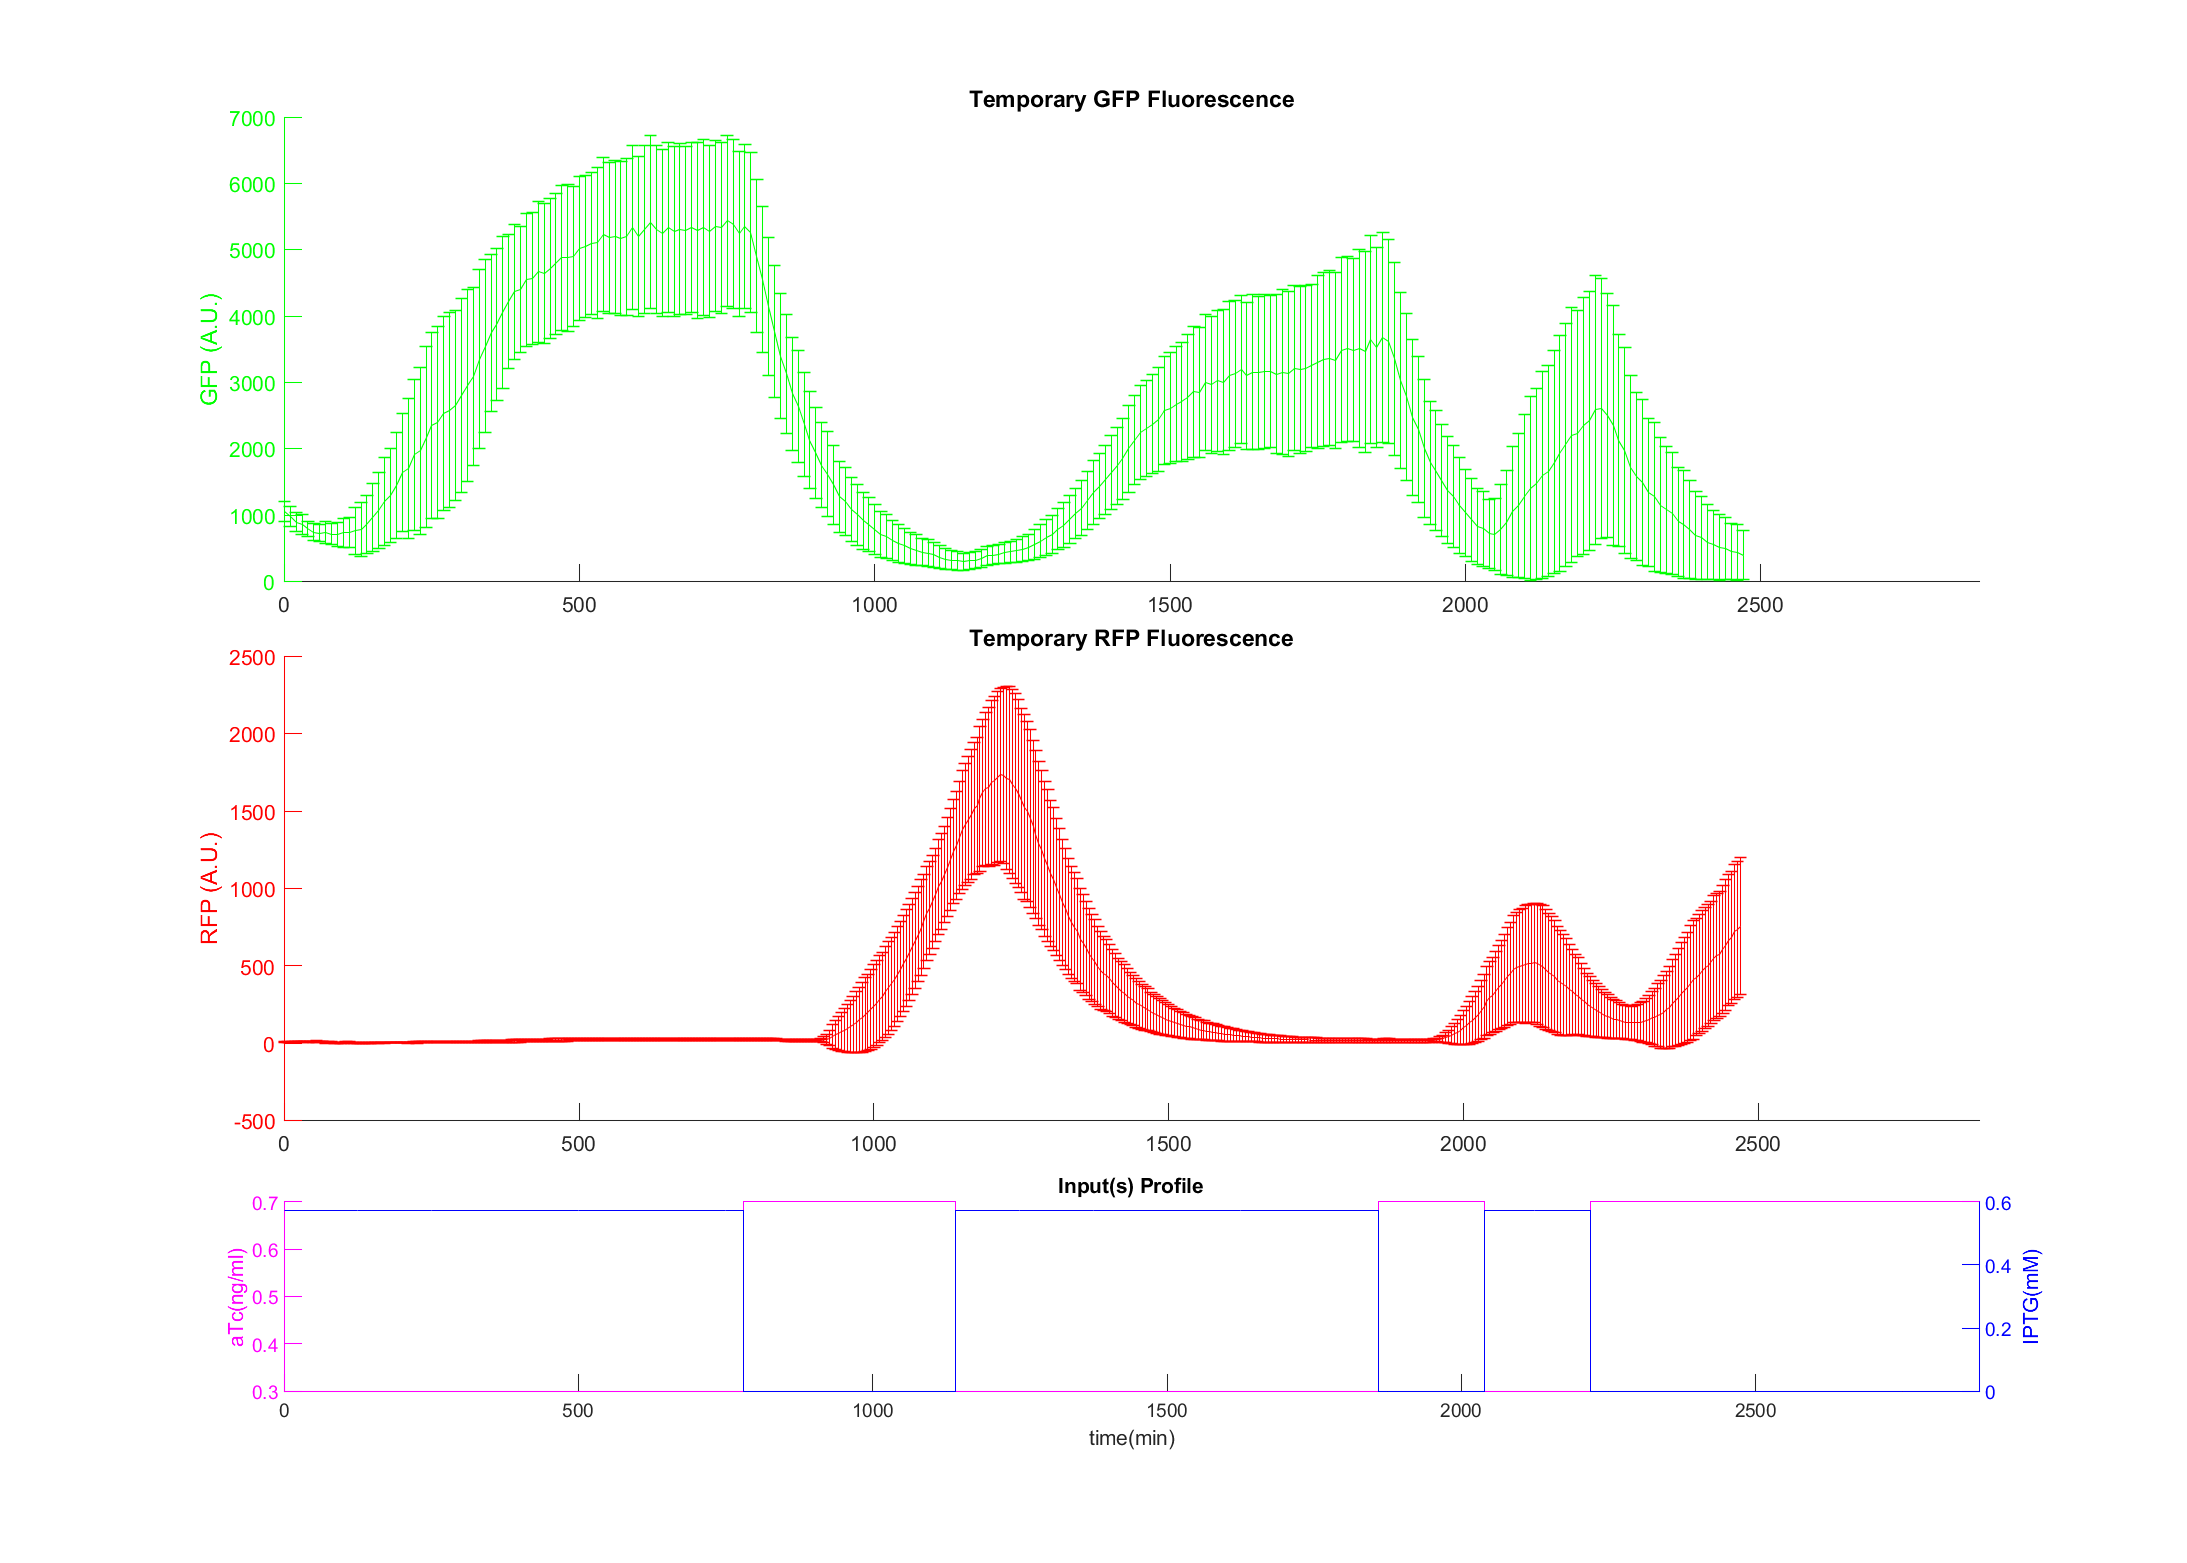 Temporary GFP Fluorescence
7000
6000
5000
4000
3000
2000
1000
0
GFP (A.U.)
0 500 1000 1500 2000 2500
Temporary RFP Fluorescence
2500
2000
1500
1000
500
0
-500
RFP (A.U.)
0 500 1000 1500 2000 2500
Input(s) Profile
0.7
0.6
0.5
0.4
0.3
aTc(ng/ml)
0.6
0.4
0.2
0
IPTG(mM)
0 500 1000 1500 2000 2500
time(min)